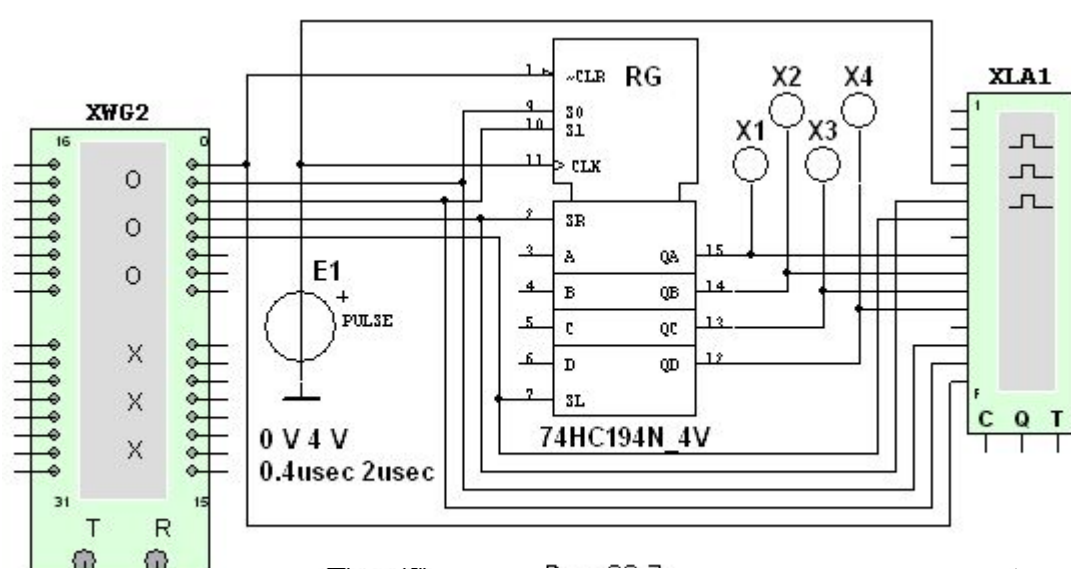 XWG2
16 0
O
O
O
X
X
X
31 15
T R
E1
+
PULSE
0 V 4 V
0.4usec 2usec
1 ~CLR RG
9 S0
10 S1
11 CLK
2 SR
3 A QA 15
4 B QB 14
5 C QC 13
6 D QD 12
7 SL
74HC194N_4V
X1
X2
X3
X4
XLA1
1
F
C Q T